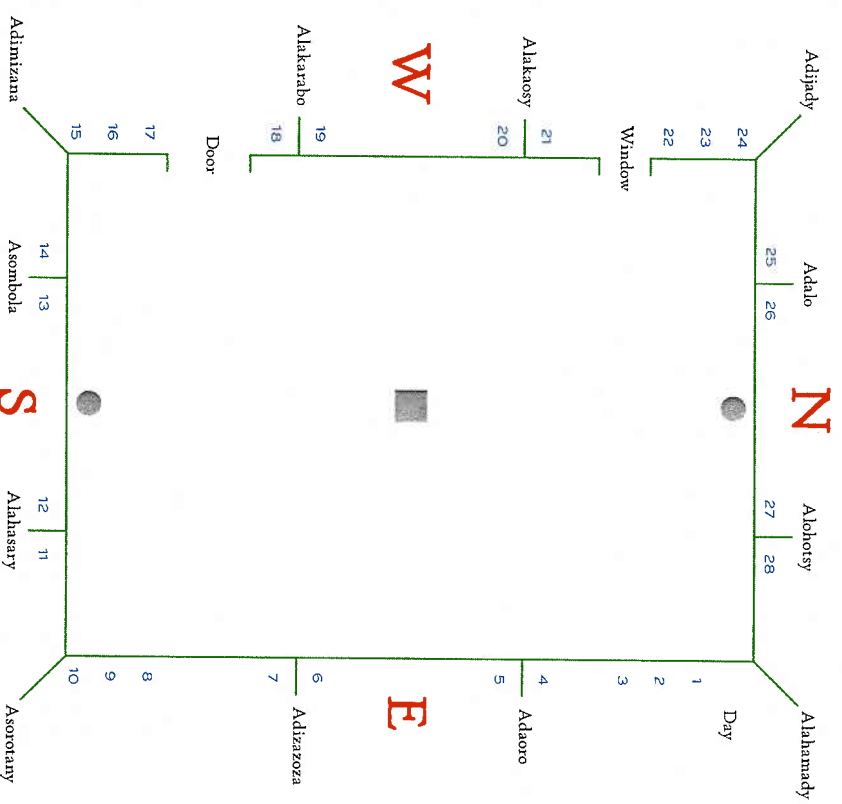 Adijady
Adalo
N
Alohotsy
Alahamady
25 26
27 28
24
Day
23
1
22
2
Window
3
21
4
Alakaosy
Adaoro
20
5
W
E
19
6
Alakarabo
Adizazoza
18
7
Door
17
8
16
9
15
10
14 13
12 11
Adimizana
Asombola
S
Alahasary
Asorotany